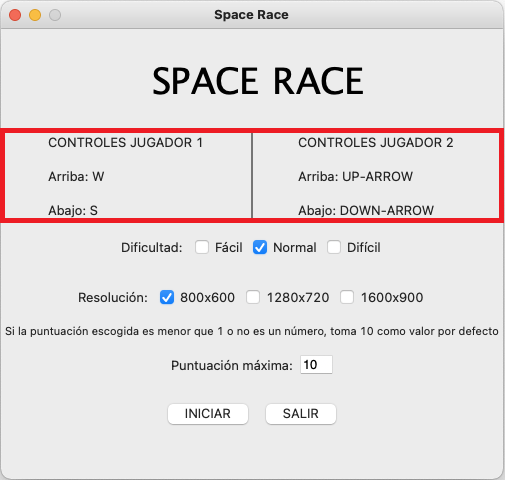 Space Race
SPACE RACE
CONTROLES JUGADOR 1
Arriba: W
Abajo: S
CONTROLES JUGADOR 2
Arriba: UP-ARROW
Abajo: DOWN-ARROW
Dificultad: Fácil Normal Difícil
Resolución: 800x600 1280x720 1600x900
Si la puntuación escogida es menor que 1 o no es un número, toma 10 como valor por defecto
Puntuación máxima: 10
INICIAR SALIR